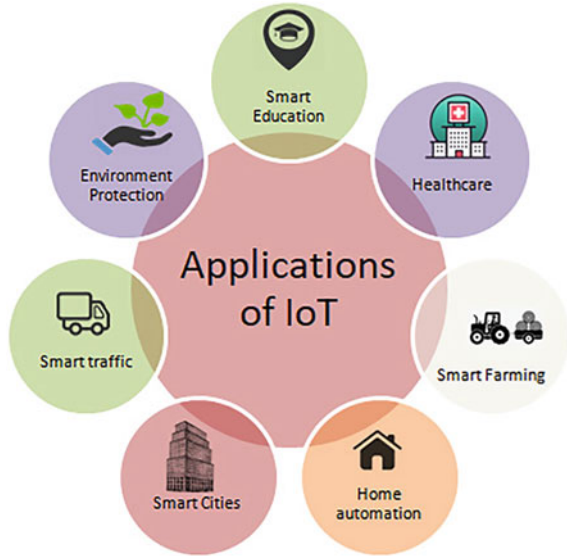 Smart
Education
Healthcare
Smart Farming
Home
automation
Smart Cities
Smart traffic
Environment
Protection
Applications
of IoT